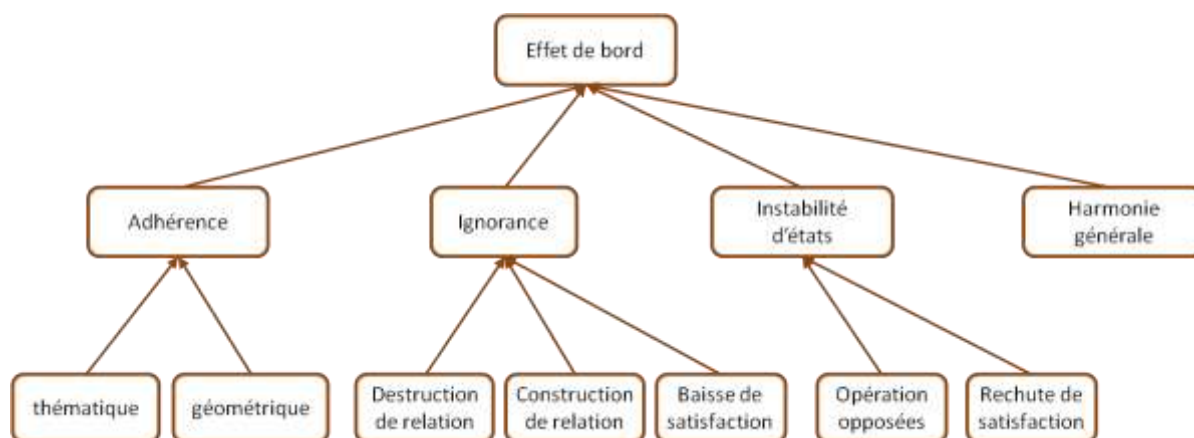 Effet de bord
Adhérence
Ignorance
Instabilité
d'états
Harmonie
générale
thématique
géométrique
Destruction
de relation
Construction
de relation
Baisse de
satisfaction
Opération
opposées
Rechute de
satisfaction